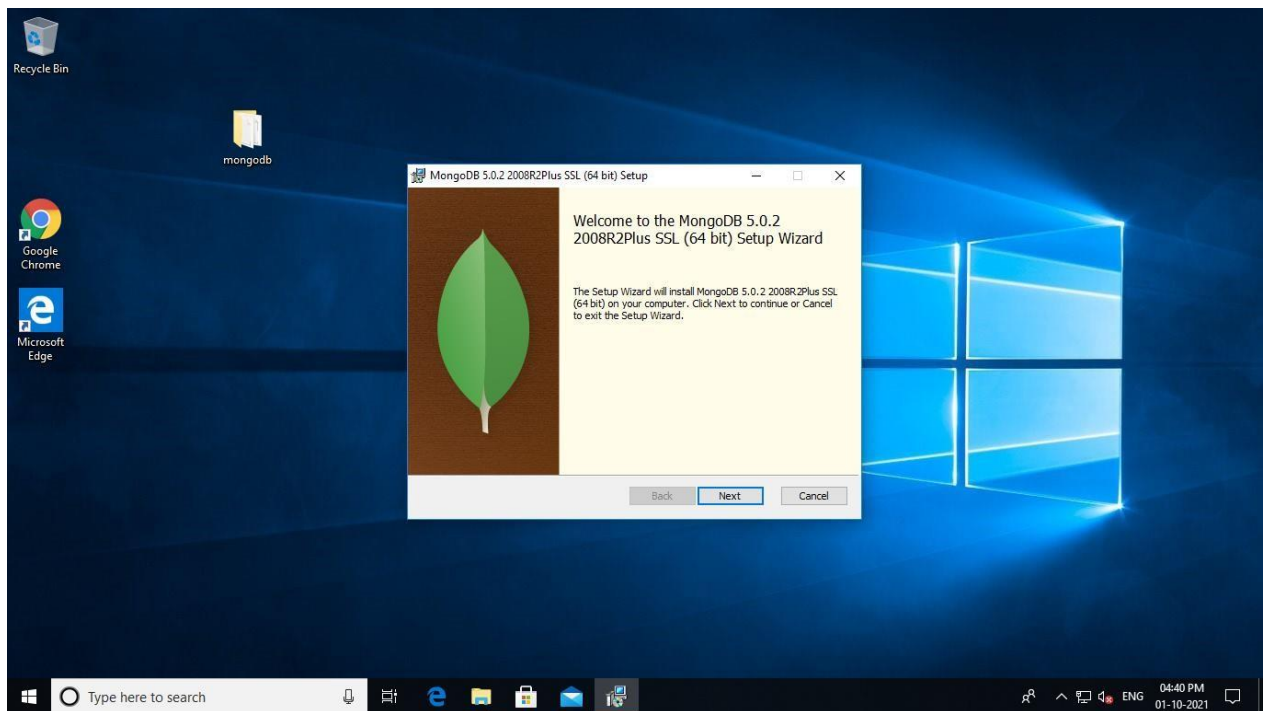 Recycle Bin
mongodb
Google
Chrome
Microsoft
Edge
MongoDB 5.0.2 2008R2Plus SSL (64 bit) Setup
Welcome to the MongoDB 5.0.2
2008R2Plus SSL (64 bit) Setup Wizard
The Setup Wizard will install MongoDB 5.0.2 2008R2Plus SSL
(64 bit) on your computer. Click Next to continue or Cancel
to exit the Setup Wizard.
Back
Next
Cancel
Type here to search
ENG
04:40 PM
01-10-2021